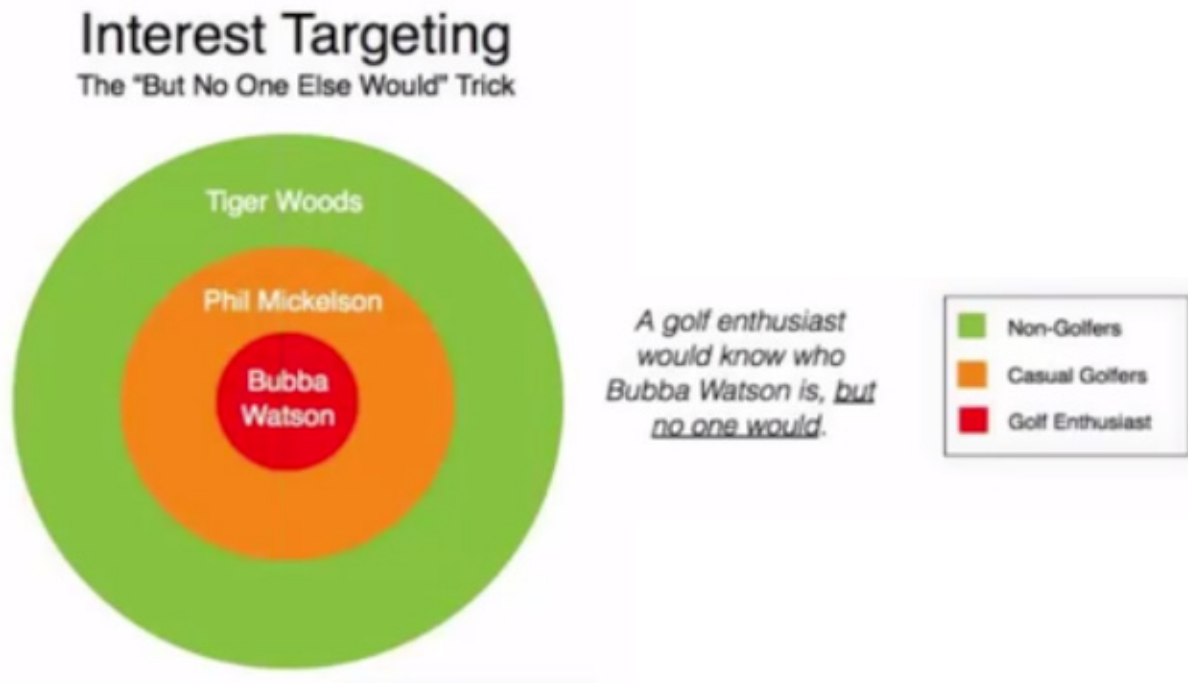 Interest Targeting
The "But No One Else Would" Trick
Tiger Woods
Phil Mickelson
Bubba
Watson
A golf enthusiast
would know who
Bubba Watson is, but
no one would.
Non-Golfers
Casual Golfers
Golf Enthusiast